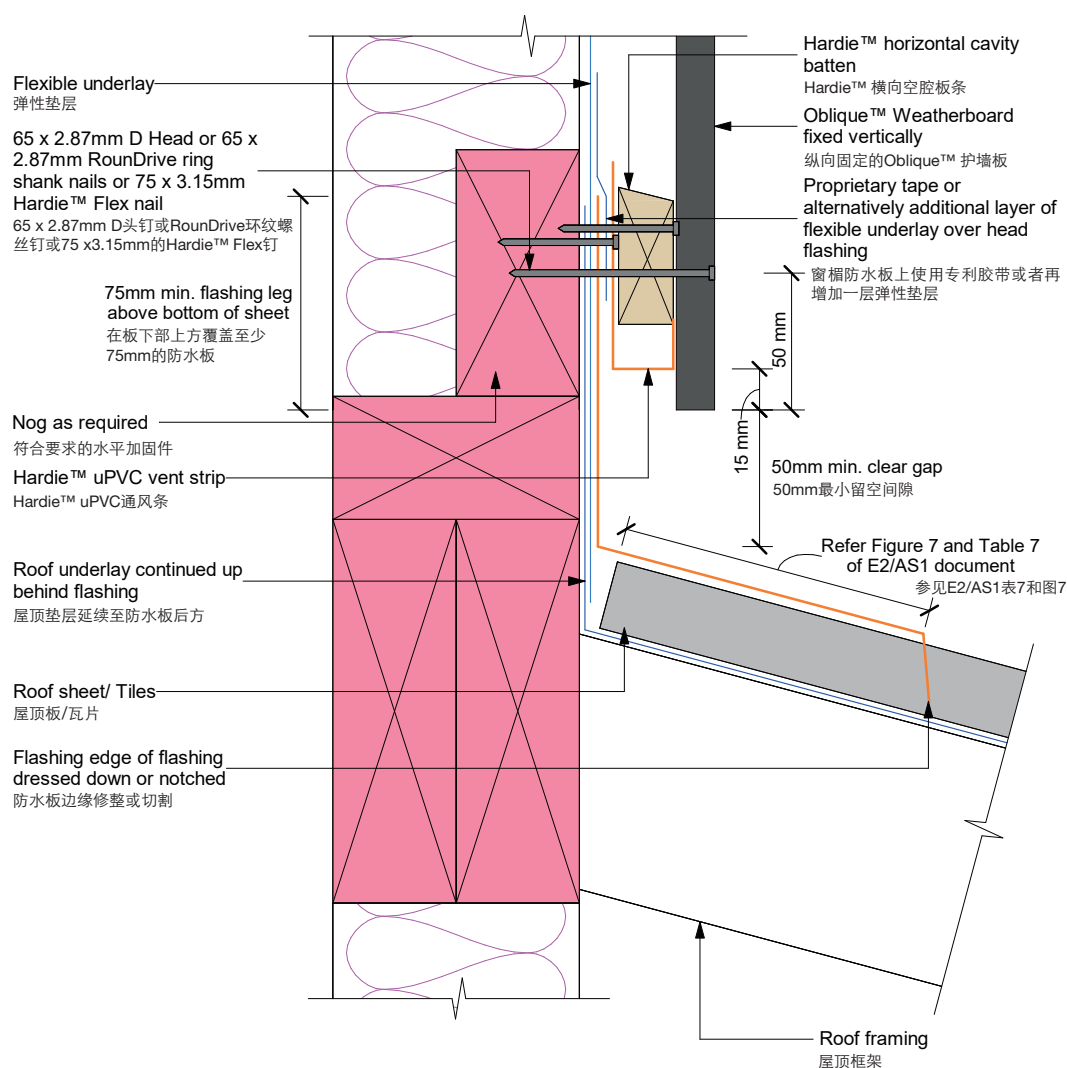 Flexible underlay
弹性垫层
65 x 2.87mm D Head or 65 x
2.87mm RounDrive ring
shank nails or 75 x 3.15mm
Hardie™ Flex nail
65 x 2.87mm D头钉或RounDrive环纹螺
丝钉或75 x3.15mm的Hardie™ Flex钉
75mm min. flashing leg
above bottom of sheet
在板下部上方覆盖至少
75mm的防水板
Nog as required
符合要求的水平加固件
Hardie™ uPVC vent strip
Hardie™ uPVC通风条
Roof underlay continued up
behind flashing
屋顶垫层延续至防水板后方
Roof sheet/ Tiles
屋顶板/瓦片
Flashing edge of flashing
dressed down or notched
防水板边缘修整或切割
Hardie™ horizontal cavity
batten
Hardie™ 横向空腔板条
Oblique™ Weatherboard
fixed vertically
纵向固定的Oblique™ 护墙板
Proprietary tape or
alternatively additional layer of
flexible underlay over head
flashing
窗楣防水板上使用专利胶带或者再
增加一层弹性垫层
50 mm
15 mm
50mm min. clear gap
50mm最小留空间隙
Refer Figure 7 and Table 7
of E2/AS1 document
参见E2/AS1表7和图7
Roof framing
屋顶框架